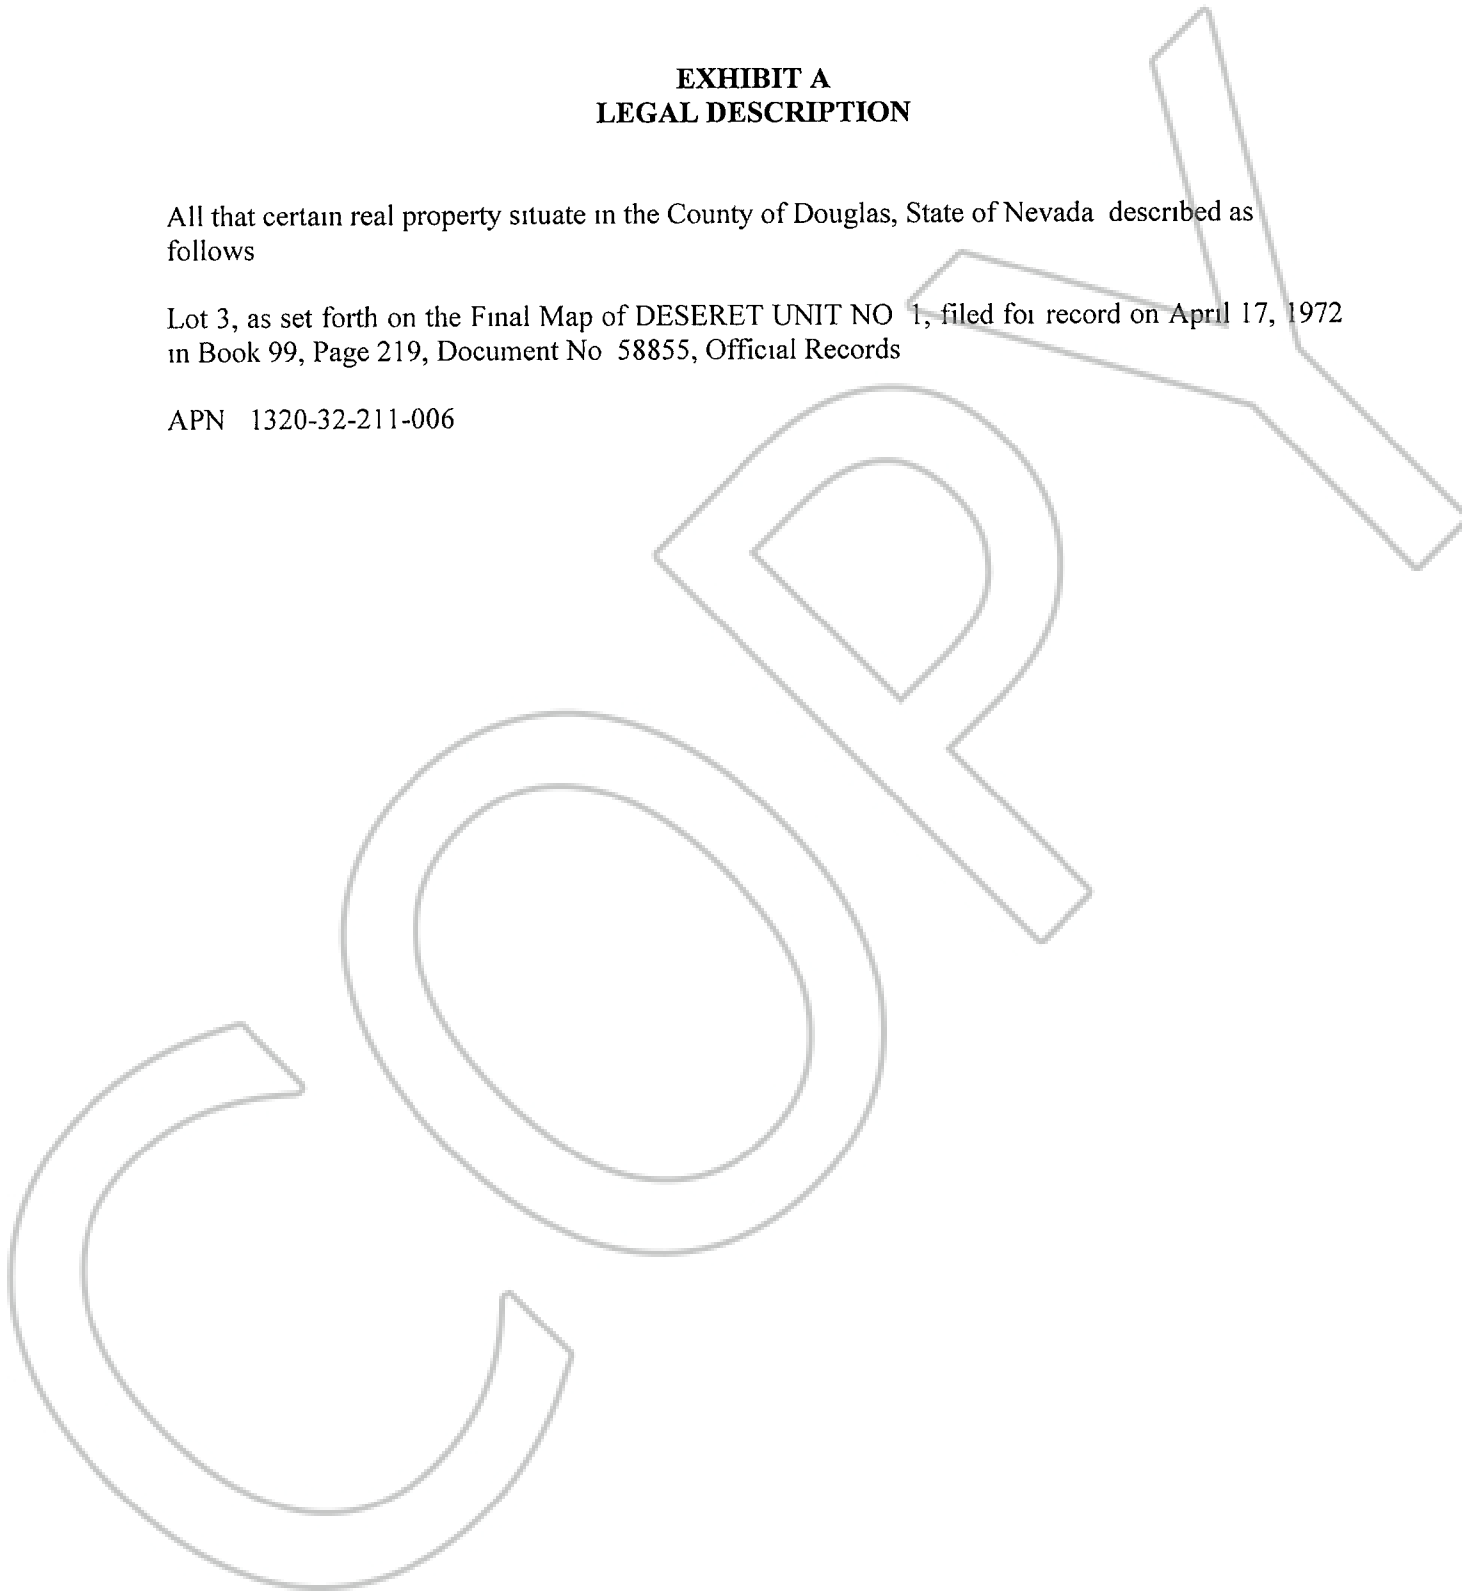 EXHIBIT A
LEGAL DESCRIPTION
All that certain real property situate in the County of Douglas, State of Nevada described as
follows
Lot 3, as set forth on the Final Map of DESERET UNIT NO 1, filed for record on April 17, 1972
in Book 99, Page 219, Document No 58855, Official Records
APN 1320-32-211-006
COPY